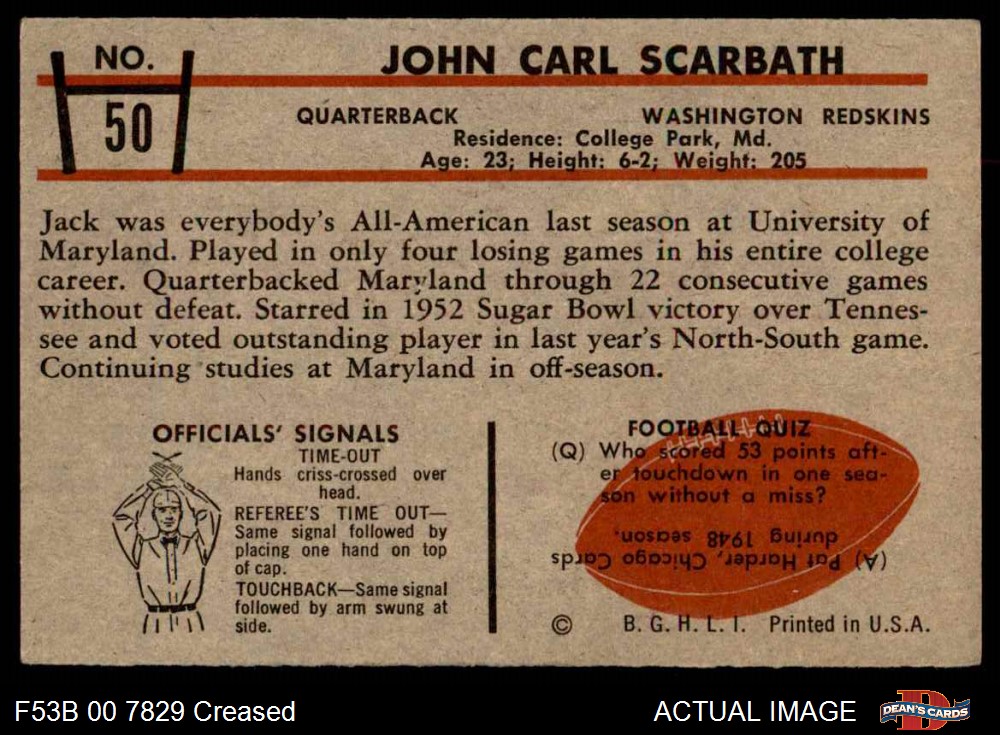 NO.
50
JOHN CARL SCARBATH
QUARTERBACK WASHINGTON REDSKINS
Residence: College Park, Md.
Age: 23; Height: 6-2; Weight: 205
Jack was everybody's All-American last season at University of
Maryland. Played in only four losing games in his entire college
career. Quarterbacked Maryland through 22 consecutive games
without defeat. Starred in 1952 Sugar Bowl victory over Tennes-
see and voted outstanding player in last year's North-South game.
Continuing studies at Maryland in off-season.
OFFICIALS' SIGNALS
TIME-OUT
Hands criss-crossed over
head.
REFEREE'S TIME OUT—
Same signal followed by
placing one hand on top
of cap.
TOUCHBACK—Same signal
followed by arm swung at
side.
FOOTBALL QUIZ
(Q) Who scored 53 points aft-
er touchdown in one sea-
son without a miss?
(A) Pat Harder, Chicago Cards
during 1948 season.
© B. G. H. L. I. Printed in U.S.A.
F53B 00 7829 Creased
ACTUAL IMAGE
D
DEAN'S CARDS